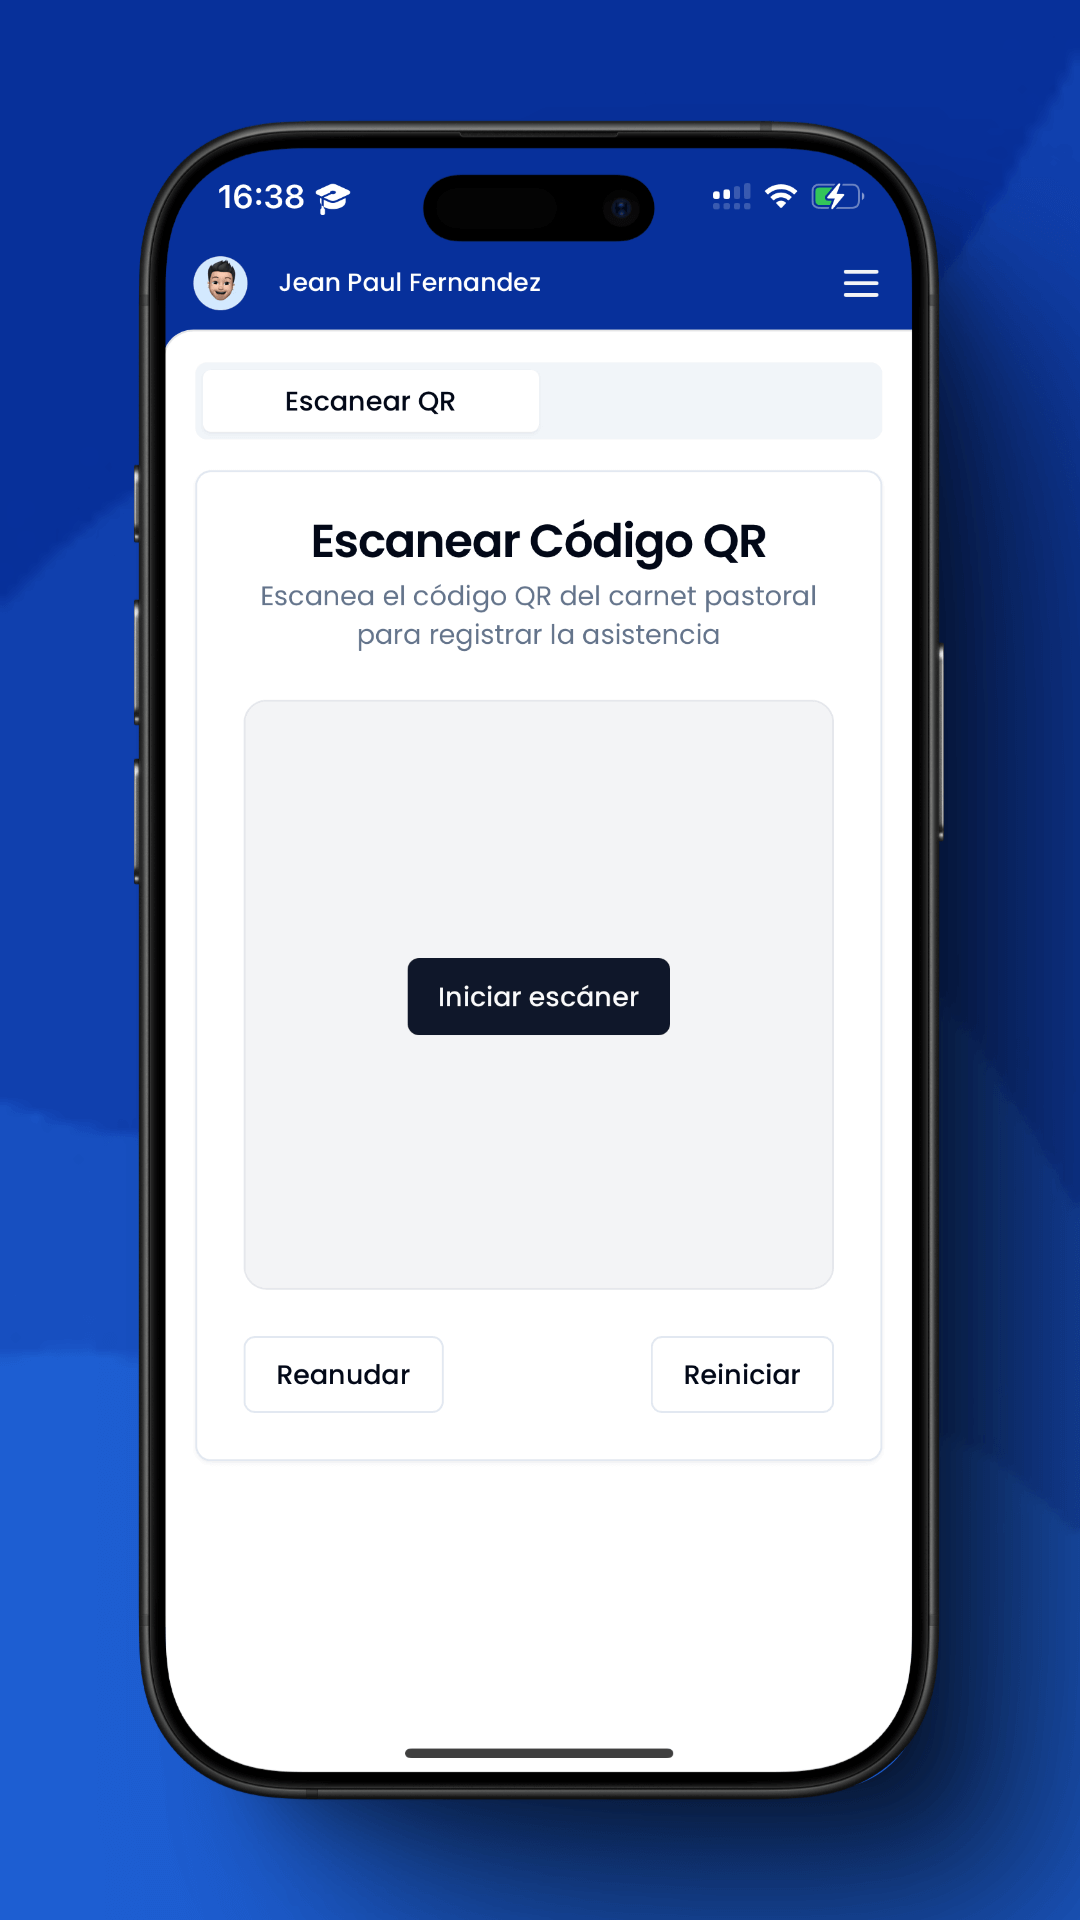 16:38
Jean Paul Fernandez
Escanear QR
Escanear Código QR
Escanea el código QR del carnet pastoral
para registrar la asistencia
Iniciar escáner
Reanudar
Reiniciar